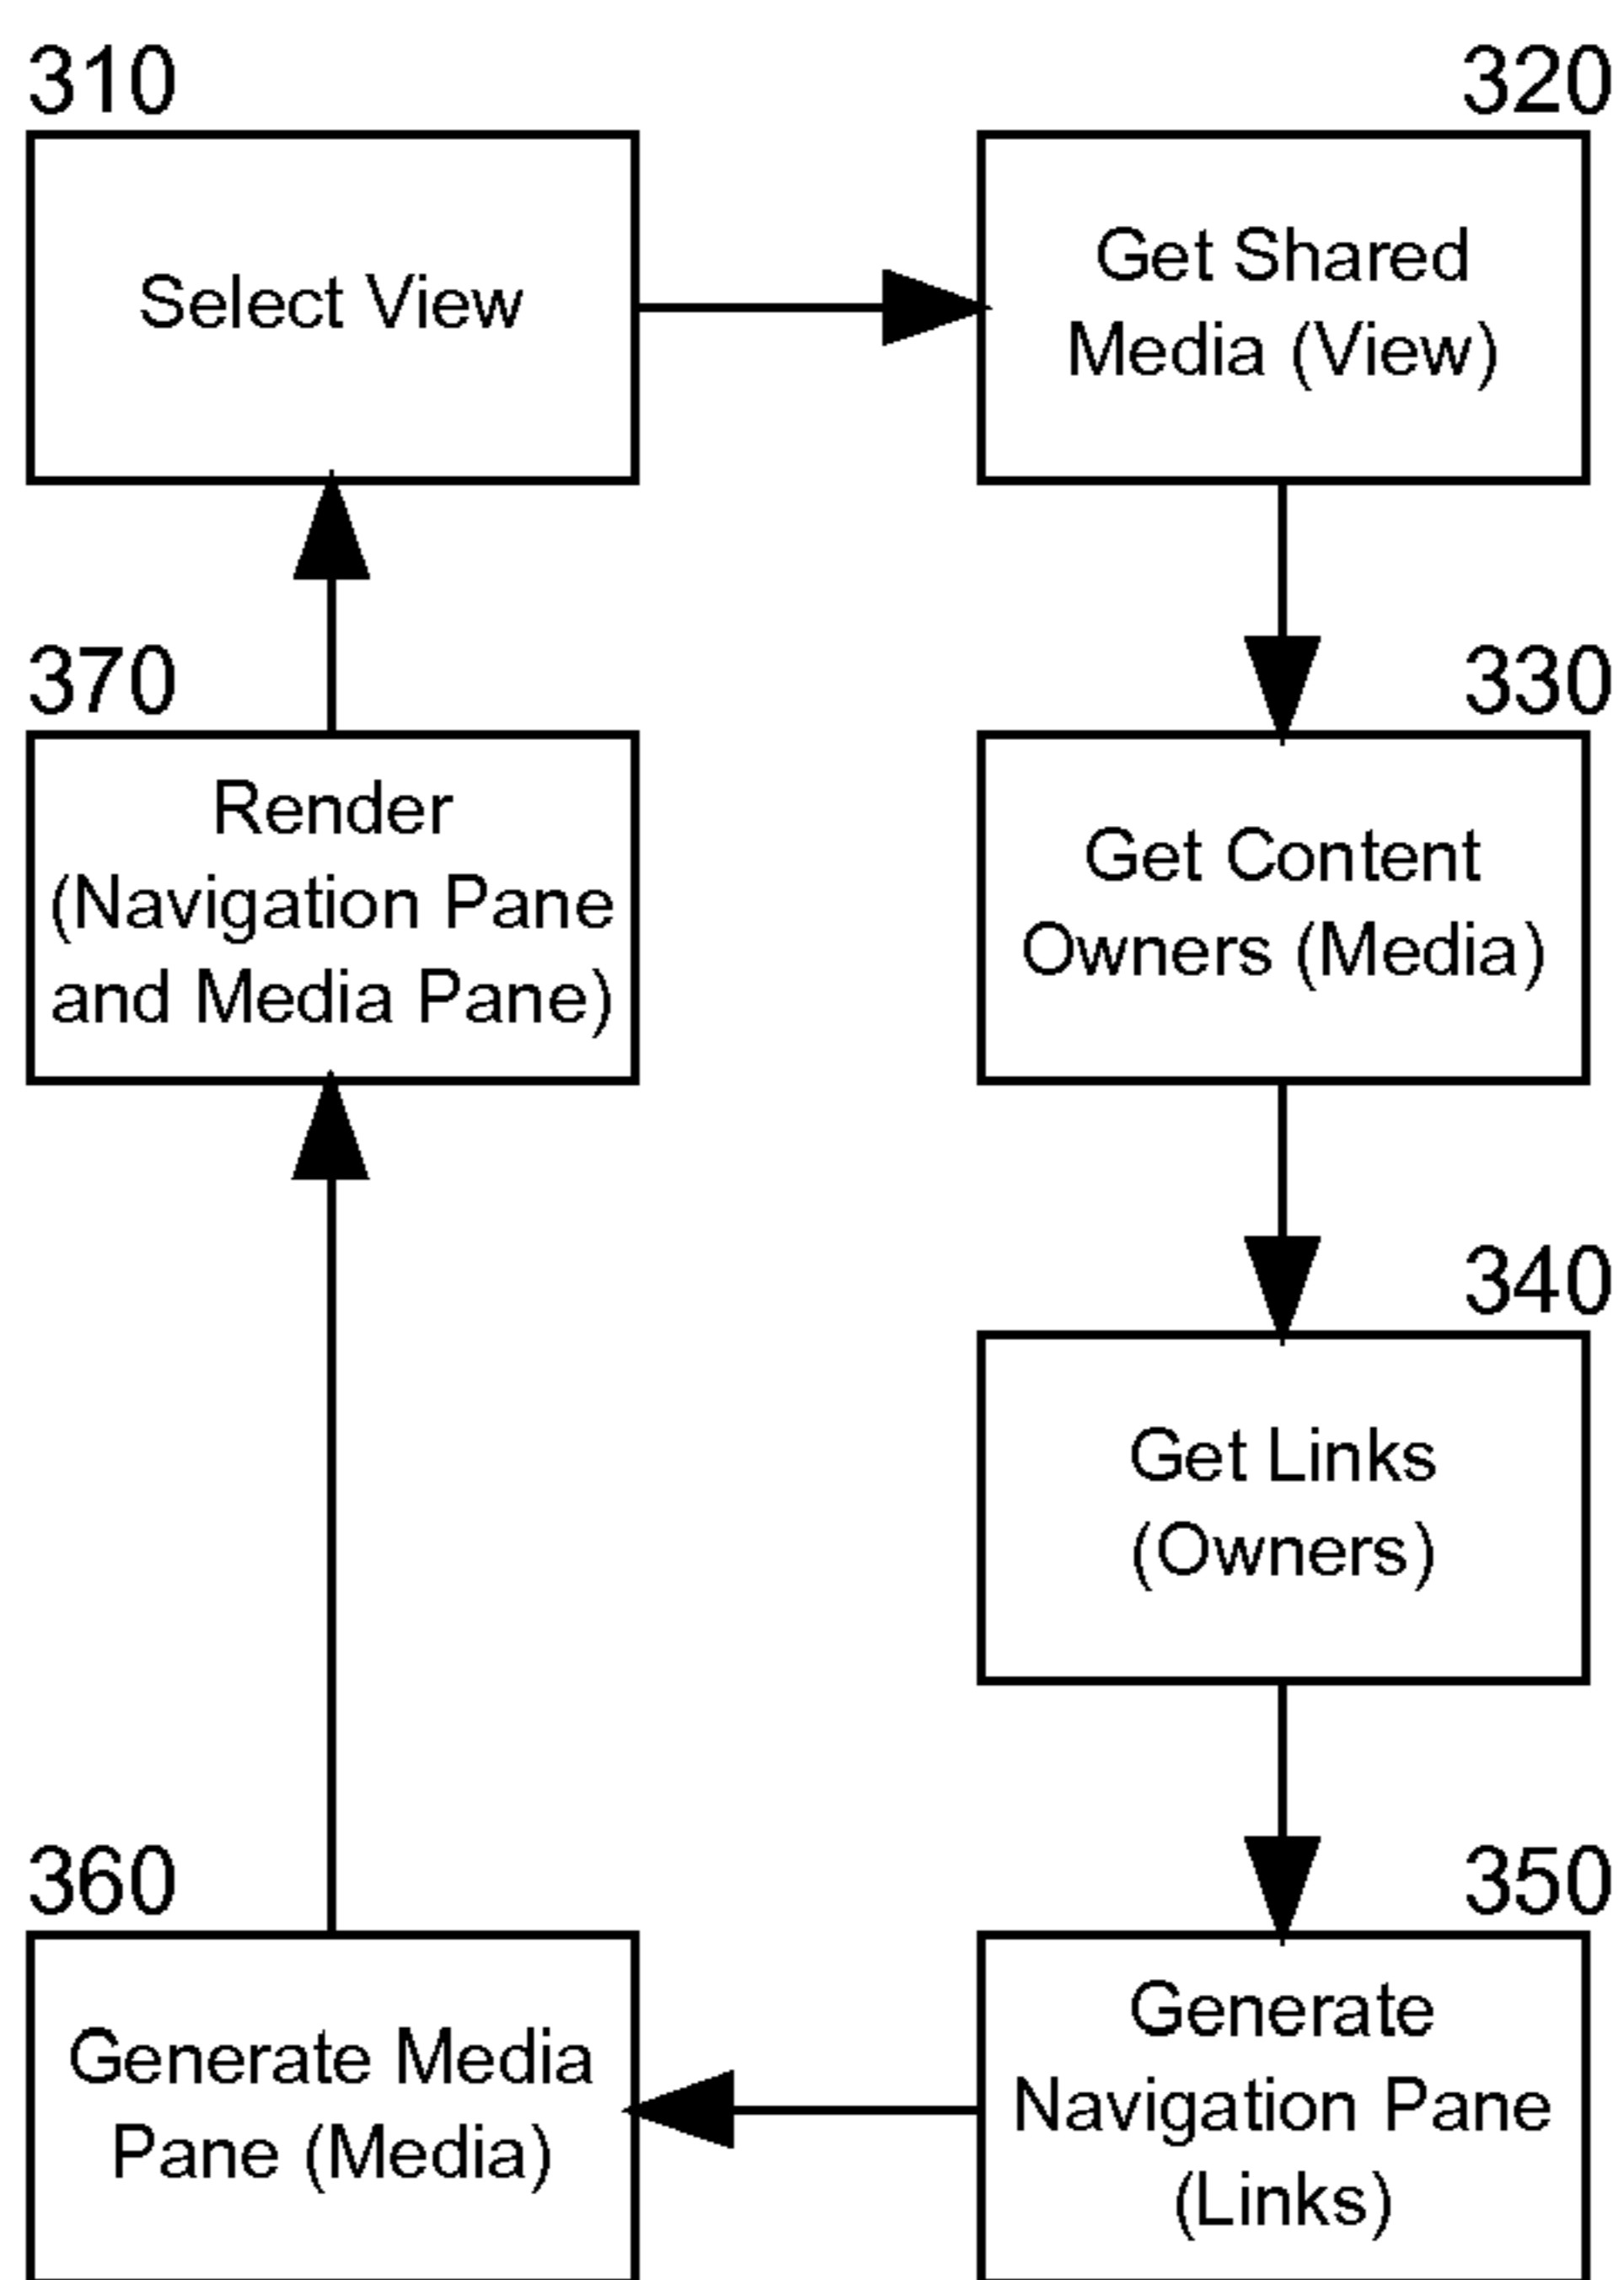 310
Select View
320
Get Shared
Media (View)
330
Get Content
Owners (Media)
340
Get Links
(Owners)
350
Generate
Navigation Pane
(Links)
360
Generate Media
Pane (Media)
370
Render
(Navigation Pane
and Media Pane)